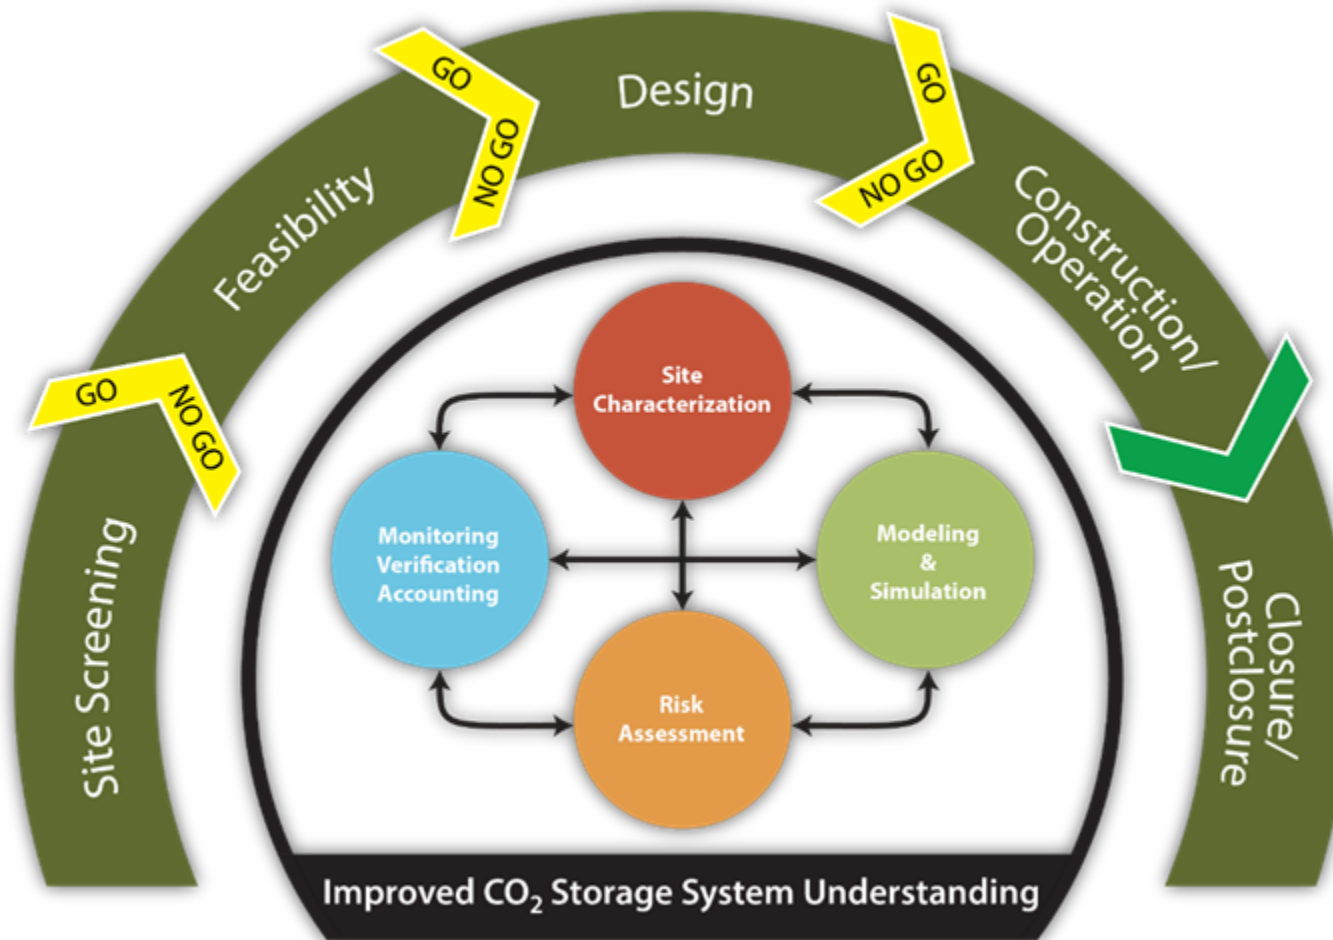 Site Screening
GO
NO GO
Feasibility
GO
NO GO
Design
GO
NO GO
Construction/
Operation
Closure/
Postclosure
Site
Characterization
Monitoring
Verification
Accounting
Modeling
&
Simulation
Risk
Assessment
Improved CO₂ Storage System Understanding